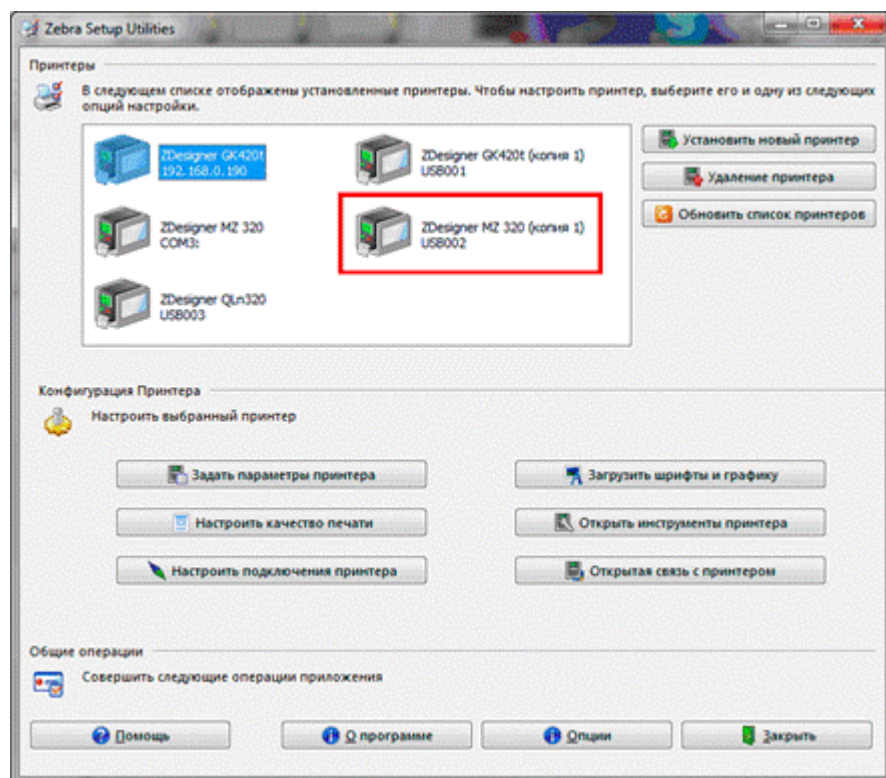 Zebra Setup Utilities
Принтеры
В следующем списке отображены установленные принтеры. Чтобы настроить принтер, выберите его и одну из следующих
опций настройки.
ZDesigner GK420t
192.168.0.190
ZDesigner GK420t (копия 1)
USB001
ZDesigner MZ 320
COM3:
ZDesigner MZ 320 (копия 1)
USB002
ZDesigner QLn320
USB003
Установить новый принтер
Удаление принтера
Обновить список принтеров
Конфигурация Принтера
Настроить выбранный принтер
Задать параметры принтера
Загрузить шрифты и графику
Настроить качество печати
Открыть инструменты принтера
Настроить подключения принтера
Открытая связь с принтером
Общие операции
Совершить следующие операции приложения
Помощь
О программе
Опции
Закрыть